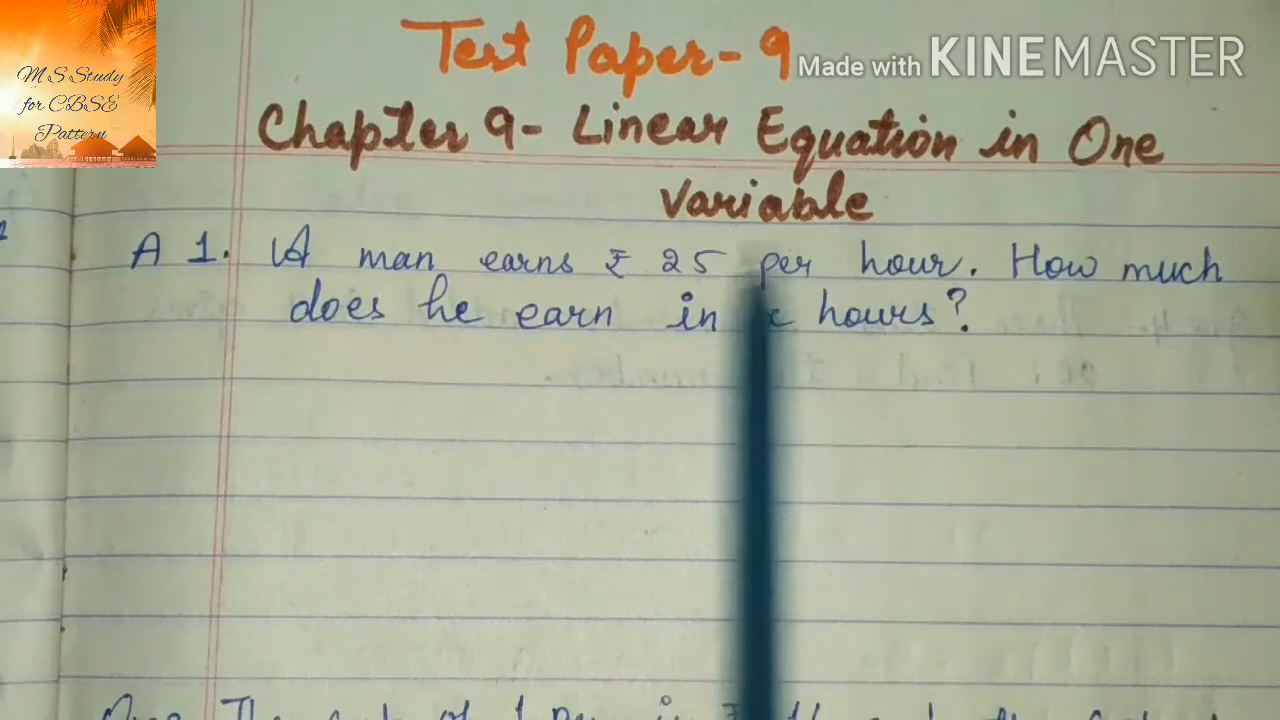 M S Study
for CBSE
Pattern
Test Paper-9
Made with KINEMASTER
Chapter 9- Linear Equation in One
Variable
A 1. A man earns ₹ 25 per hour. How much
does he earn in x hours?